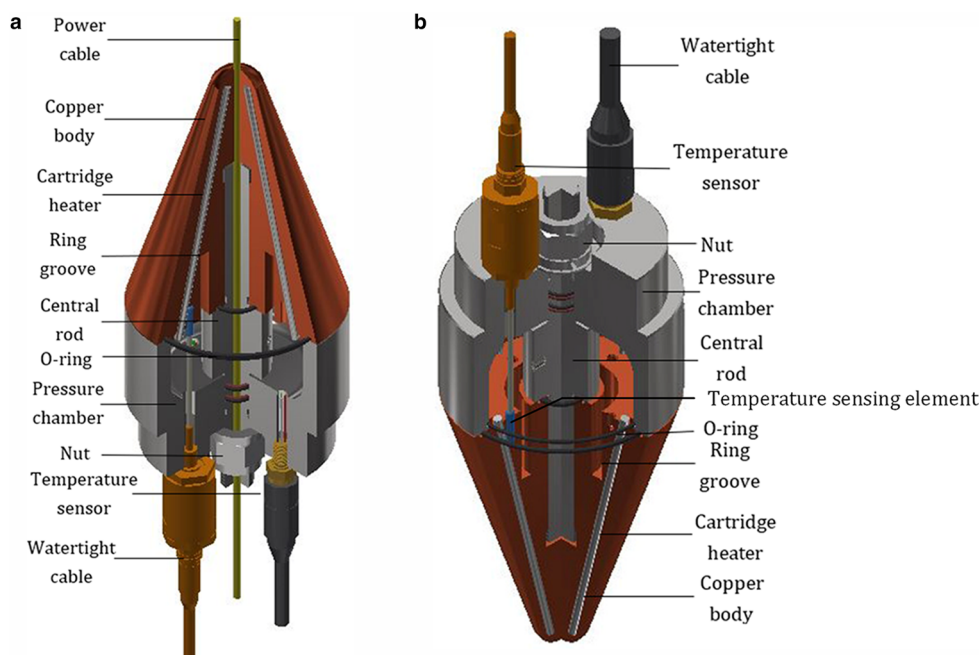 a
Power
cable
Copper
body
Cartridge
heater
Ring
groove
Central
rod
O-ring
Pressure
chamber
Nut
Temperature
sensor
Watertight
cable
b
Watertight
cable
Temperature
sensor
Nut
Pressure
chamber
Central
rod
Temperature sensing element
O-ring
Ring
groove
Cartridge
heater
Copper
body